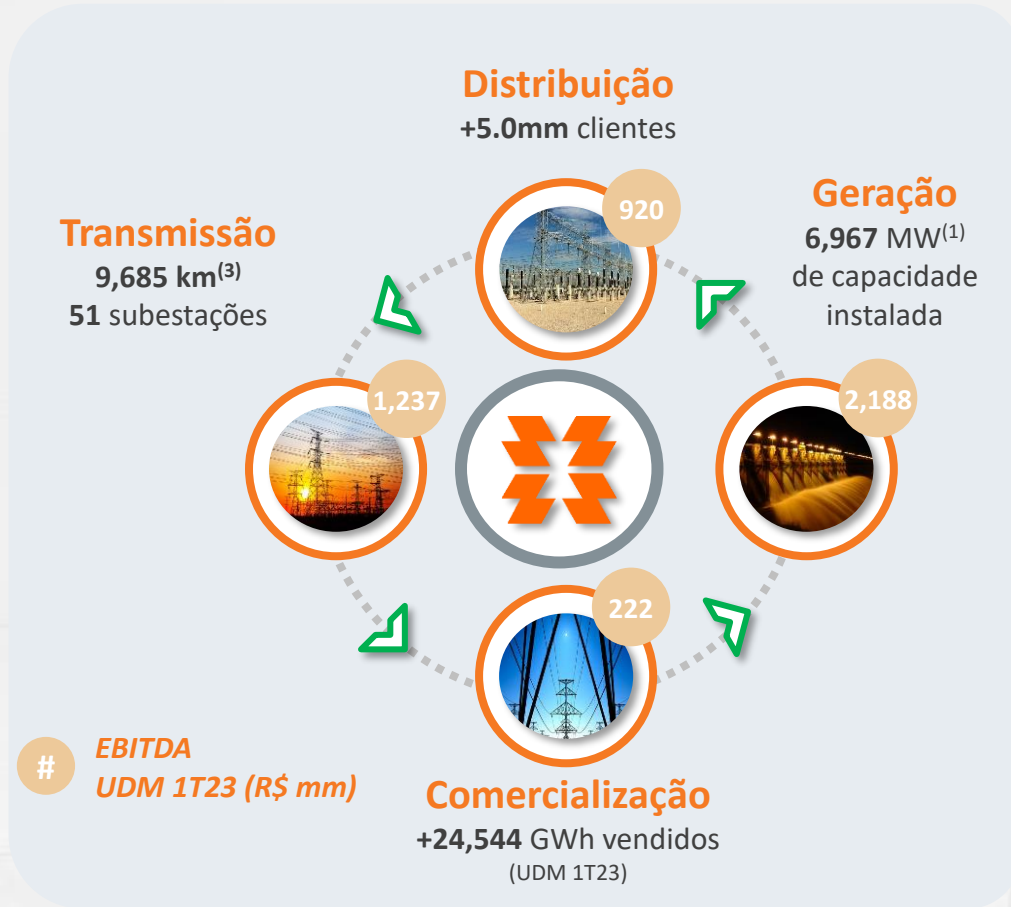 Distribuição
+5.0mm clientes
920
Geração
6,967 MW(1)
de capacidade
instalada
2,188
Transmissão
9,685 km(3)
51 subestações
1,237
222
Comercialização
+24,544 GWh vendidos
(UDM 1T23)
#
EBITDA
UDM 1T23 (R$ mm)